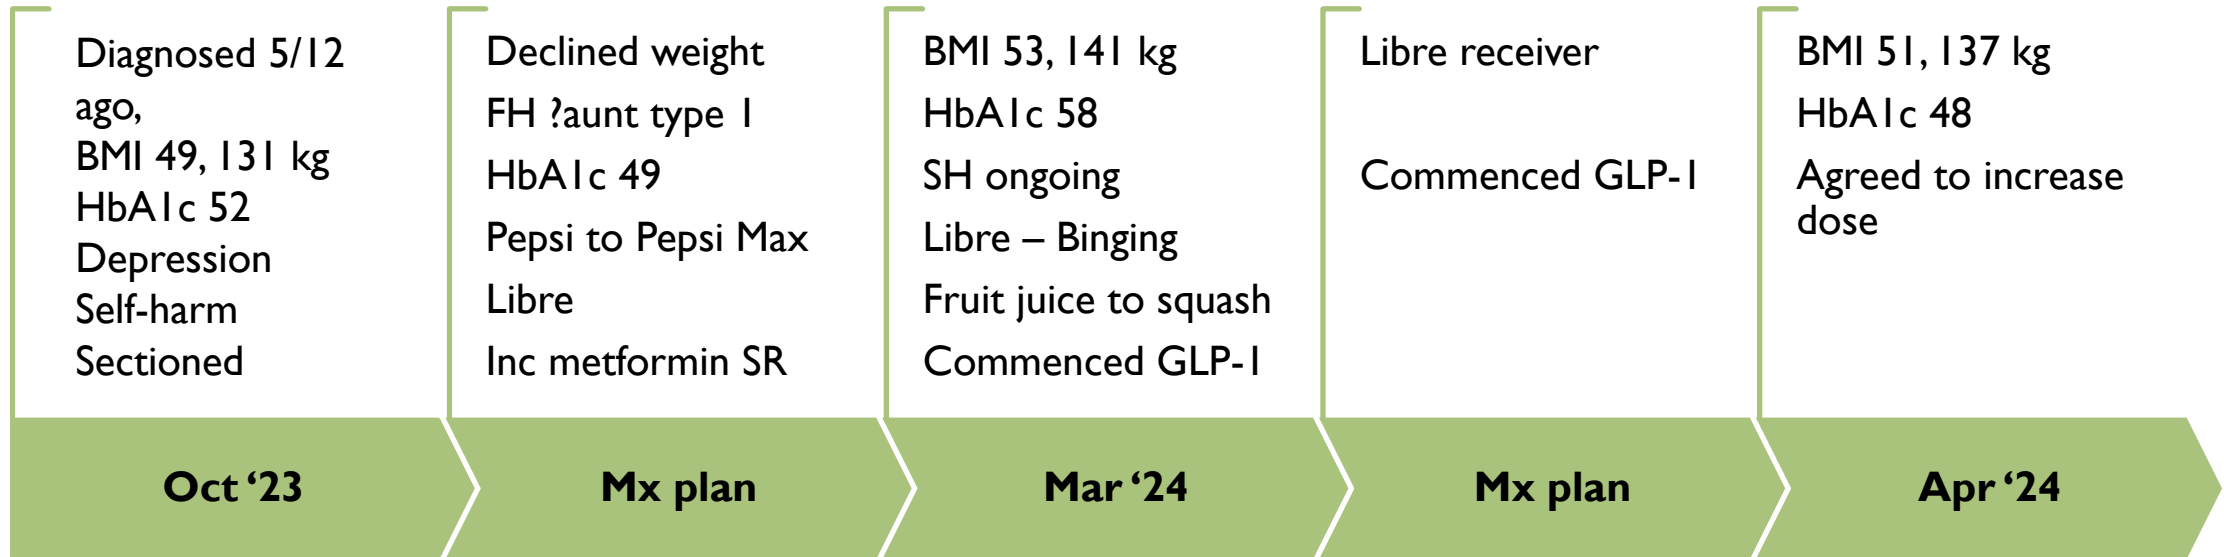 Diagnosed 5/12
ago,
BMI 49, 131 kg
HbA1c 52
Depression
Self-harm
Sectioned
Oct ‘23
Declined weight
FH ?aunt type 1
HbA1c 49
Pepsi to Pepsi Max
Libre
Inc metformin SR
Mx plan
BMI 53, 141 kg
HbA1c 58
SH ongoing
Libre – Binging
Fruit juice to squash
Commenced GLP-1
Mar ‘24
Libre receiver
Commenced GLP-1
Mx plan
BMI 51, 137 kg
HbA1c 48
Agreed to increase
dose
Apr ‘24